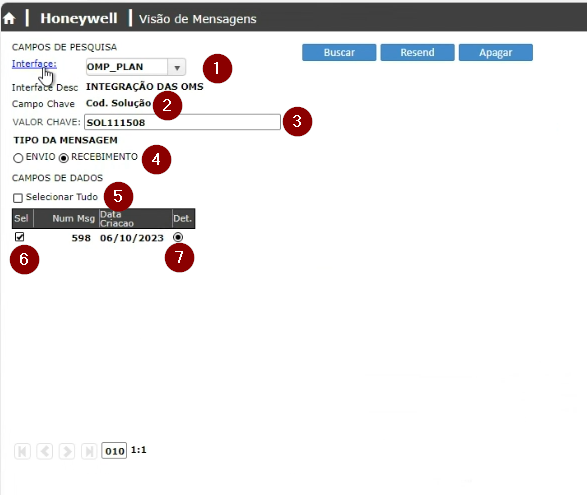 Honeywell Visão de Mensagens
CAMPOS DE PESQUISA
Buscar Resend Apagar
Interface: OMP_PLAN 1
Interface Desc INTEGRAÇÃO DAS OMS
Campo Chave Cod. Solução 2
VALOR CHAVE: SOL111508 3
TIPO DA MENSAGEM
ENVIO RECEBIMENTO 4
CAMPOS DE DADOS
Selecionar Tudo 5
Sel Num Msg Data Criacao Det.
598 06/10/2023
6 7
010 1:1